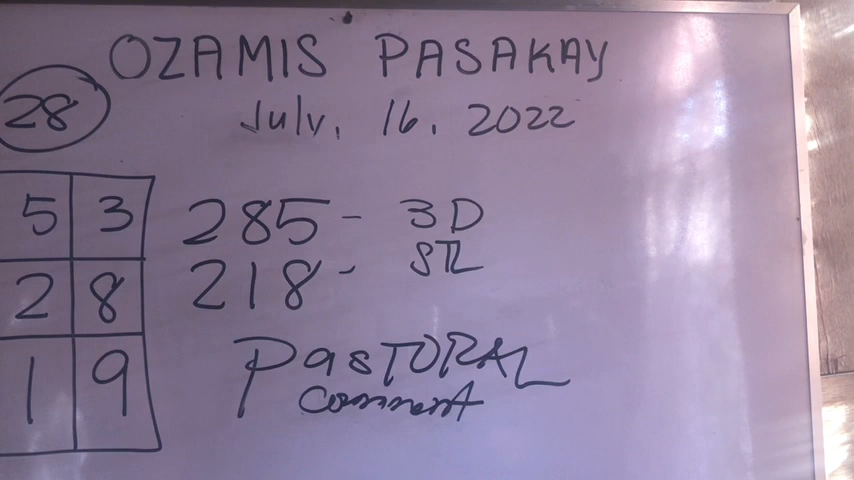 OZAMIS PASAKAY
28
July. 16. 2022
5 3
285 - 3D
STL
2 8
218 -
1 9
PASTORAL
Comment